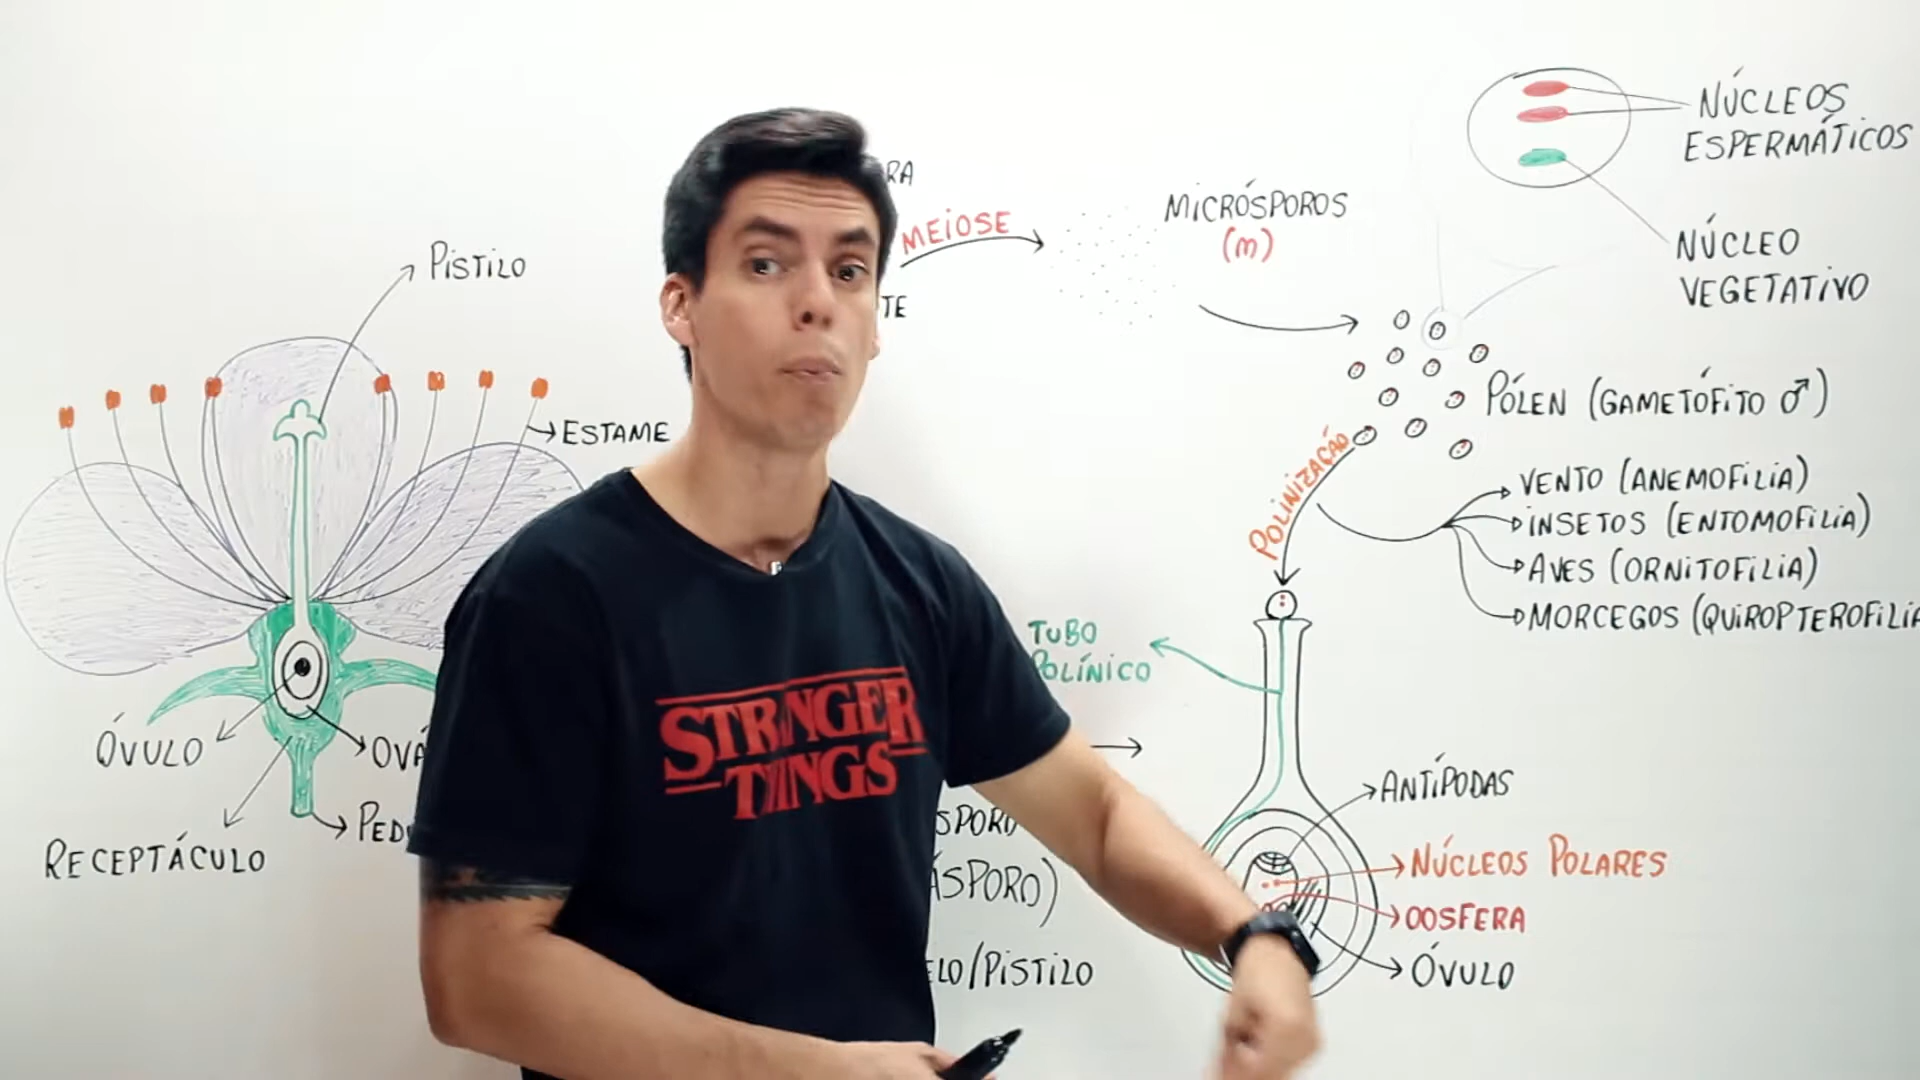 PISTILO
ESTAME
ÓVULO
RECEPTÁCULO
MEIOSE
MICRÓSPOROS
(n)
NÚCLEOS
ESPERMÁTICOS
NÚCLEO
VEGETATIVO
PÓLEN (GAMETÓFITO ♂)
POLINIZAÇÃO
VENTO (ANEMOFILIA)
INSETOS (ENTOMOFILIA)
AVES (ORNITOFILIA)
MORCEGOS (QUIROPTEROFILIA
TUBO
POLÍNICO
ANTÍPODAS
NÚCLEOS POLARES
OOSFERA
ÓVULO
/PISTILO
STRANGER
THINGS